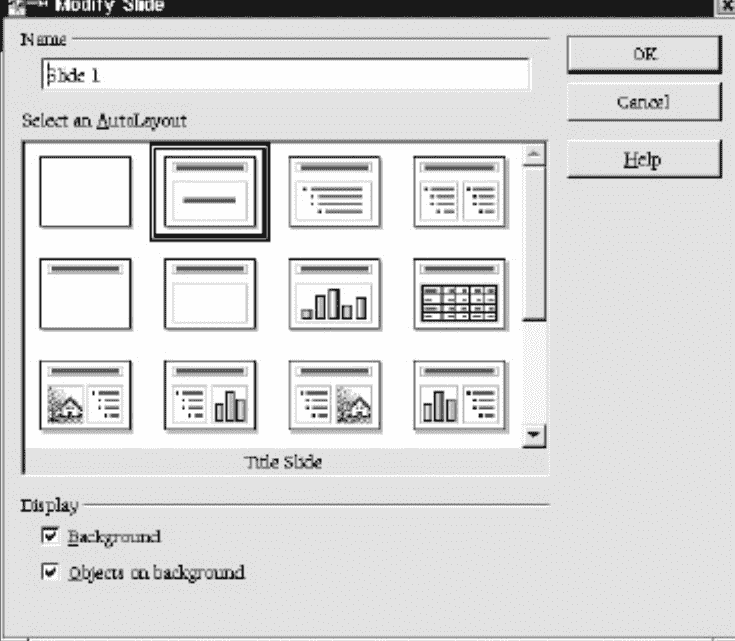 Modify Slide
Name
Slide 1
OK
Cancel
Select an AutoLayout
Help
Title Slide
Display
Background
Objects on background